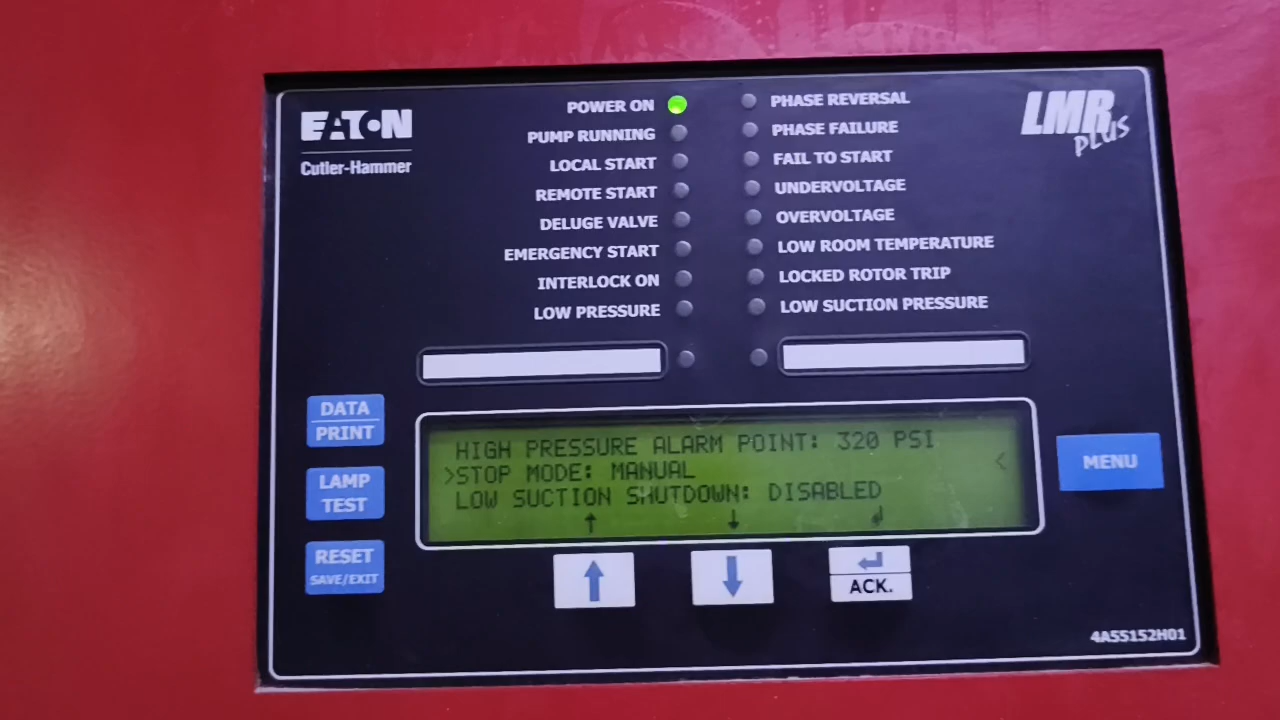 EATON
Cutler-Hammer
LMR
PLUS
POWER ON
PUMP RUNNING
LOCAL START
REMOTE START
DELUGE VALVE
EMERGENCY START
INTERLOCK ON
LOW PRESSURE
PHASE REVERSAL
PHASE FAILURE
FAIL TO START
UNDERVOLTAGE
OVERVOLTAGE
LOW ROOM TEMPERATURE
LOCKED ROTOR TRIP
LOW SUCTION PRESSURE
DATA
PRINT
LAMP
TEST
RESET
SAVE/EXIT
HIGH PRESSURE ALARM POINT: 320 PSI
>STOP MODE: MANUAL <
LOW SUCTION SHUTDOWN: DISABLED
↑ ↓ ↲
MENU
↑ ↓ ↵
ACK.
4A55152H01